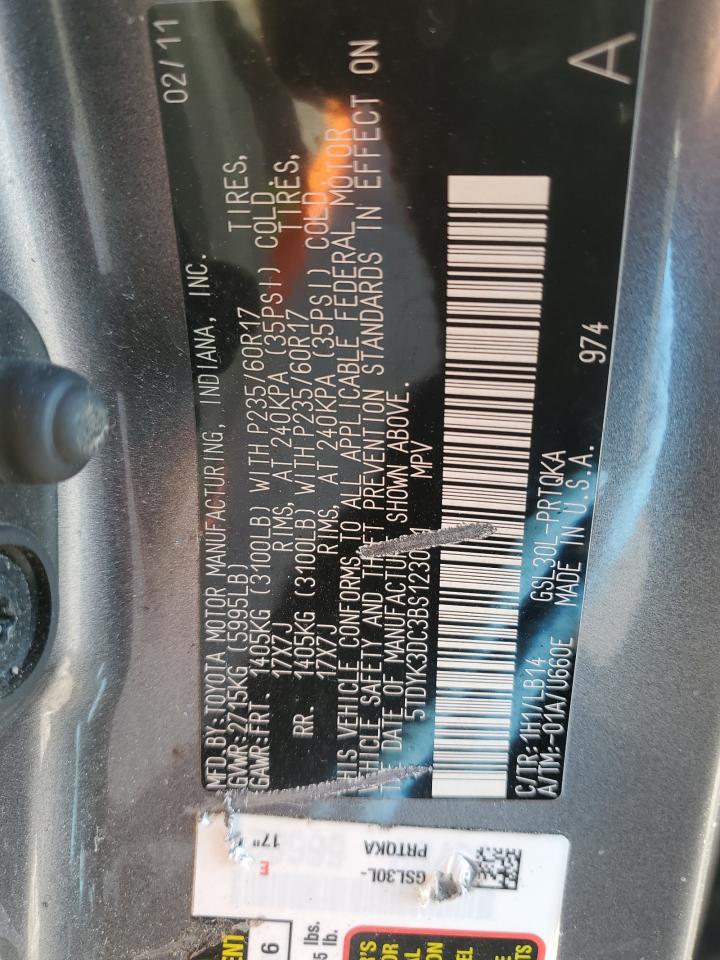 MFD.BY:TOYOTA MOTOR MANUFACTURING, INDIANA, INC. 02/11
GVWR:2715KG (5995LB)
GAWR:FRT. 1405KG (3100LB) WITH P235/60R17 TIRES,
17X7J RIMS, AT 240KPA (35PSI) COLD.
RR. 1405KG (3100LB) WITH P235/60R17 TIRES,
17X7J RIMS, AT 240KPA (35PSI) COLD.
THIS VEHICLE CONFORMS TO ALL APPLICABLE FEDERAL MOTOR
VEHICLE SAFETY AND THEFT PREVENTION STANDARDS IN EFFECT ON
THE DATE OF MANUFACTURE SHOWN ABOVE.
MPV
C/TR:1H1/LB14 GSL30L-PRTQKA 974 A
A/TM:-01A/U660E MADE IN U.S.A.
GSL30L-
PRTQKA
E
17"
6
lbs.
lb.